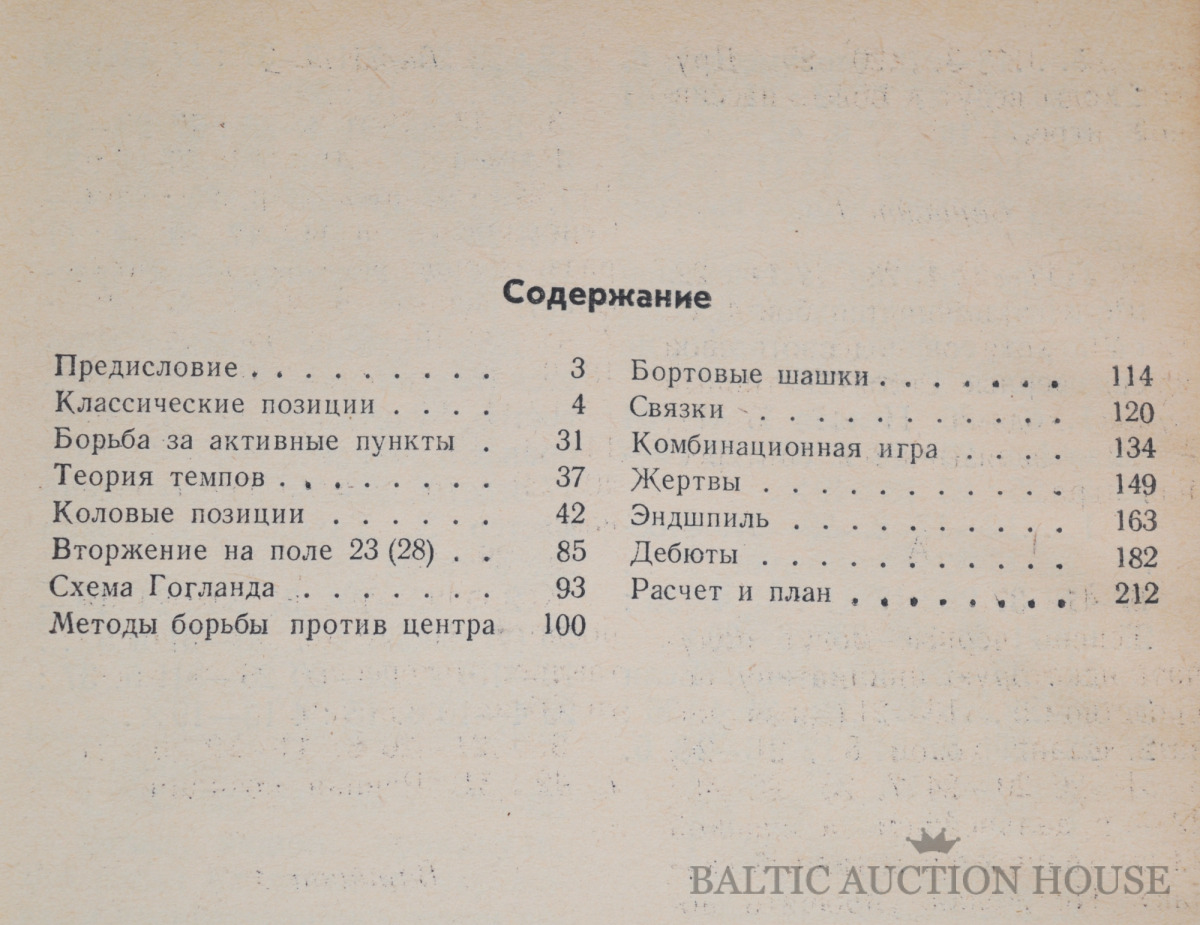 Содержание
Предисловие . . . . . . . . . 3
Классические позиции . . . . 4
Борьба за активные пункты . 31
Теория темпов . . . . . . . . 37
Коловые позиции . . . . . . 42
Вторжение на поле 23 (28) . . 85
Схема Гогланда . . . . . . . 93
Методы борьбы против центра 100
Бортовые шашки . . . . . . . 114
Связки . . . . . . . . . . . 120
Комбинационная игра . . . . 134
Жертвы . . . . . . . . . . . 149
Эндшпиль . . . . . . . . . . 163
Дебюты . . . . . . . . . . . 182
Расчет и план . . . . . . . . 212
BALTIC AUCTION HOUSE